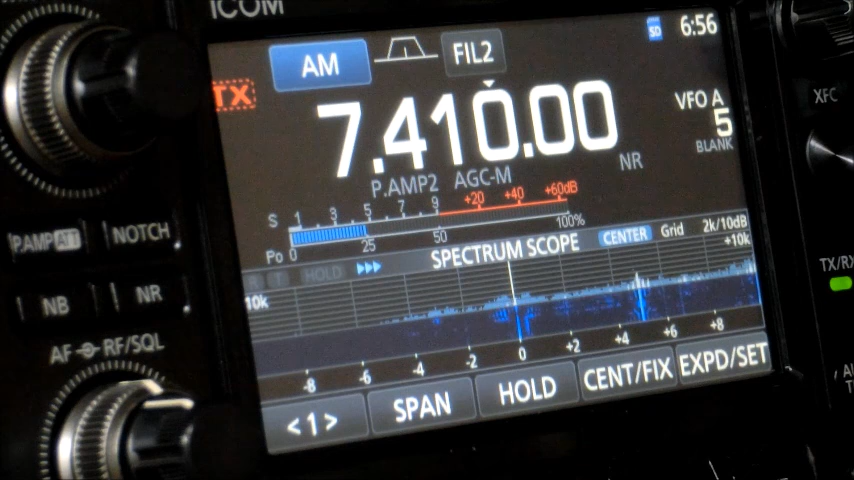 ICOM
AM FIL2 SD 6:56
TX
7.410.00
VFO A
5
BLANK
XFC
P.AMP2 AGC-M NR
S 1 3 5 7 9 +20 +40 +60dB
Po 0 25 50 100%
P.AMP ATT NOTCH
HOLD SPECTRUM SCOPE CENTER Grid 2k/10dB
10k +10k
NB NR
TX/RX
-8 -6 -4 -2 0 +2 +4 +6 +8
AF RF/SQL
<1> SPAN HOLD CENT/FIX EXPD/SET